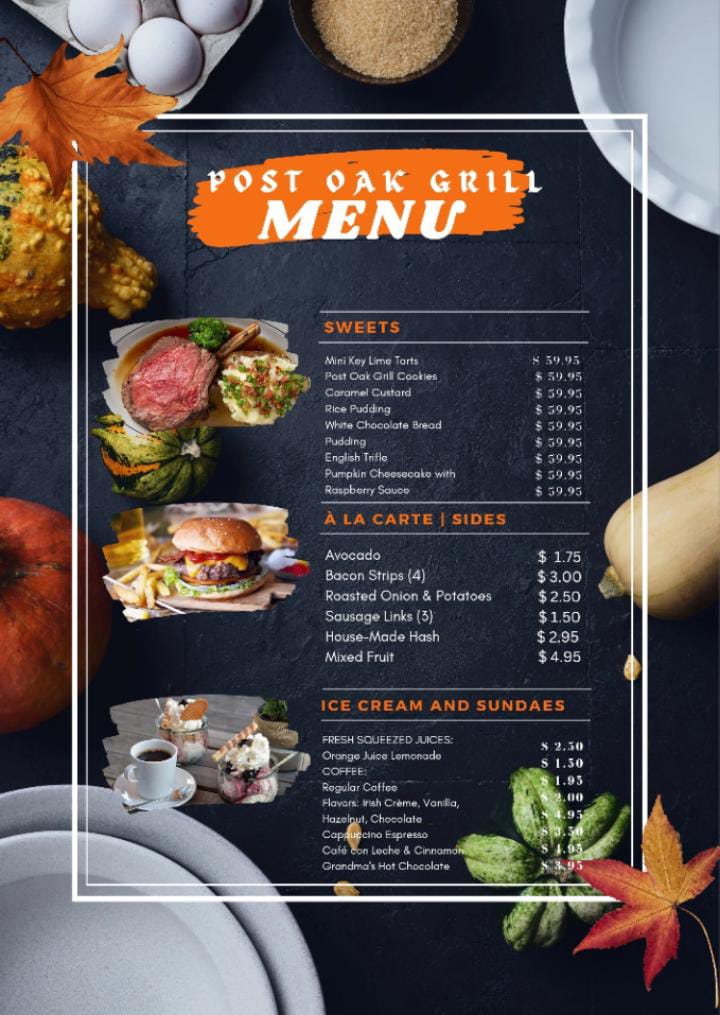 POST OAK GRILL
MENU
SWEETS
Mini Key Lime Tarts $ 59.95
Post Oak Grill Cookies $ 59.95
Caramel Custard $ 59.95
Rice Pudding $ 59.95
White Chocolate Bread $ 59.95
Pudding $ 59.95
English Trifle $ 59.95
Pumpkin Cheesecake with $ 59.95
Raspberry Sauce $ 59.95
À LA CARTE | SIDES
Avocado $ 1.75
Bacon Strips (4) $ 3.00
Roasted Onion & Potatoes $ 2.50
Sausage Links (3) $ 1.50
House-Made Hash $ 2.95
Mixed Fruit $ 4.95
ICE CREAM AND SUNDAES
FRESH SQUEEZED JUICES: $ 2.50
Orange Juice Lemonade $ 1.50
COFFEE: $ 1.95
Regular Coffee $ 2.00
Flavors: Irish Crème, Vanilla, $ 4.95
Hazelnut, Chocolate $ 3.50
Cappuccino Espresso $ 4.95
Café con Leche & Cinnamon $ 3.95
Grandma's Hot Chocolate